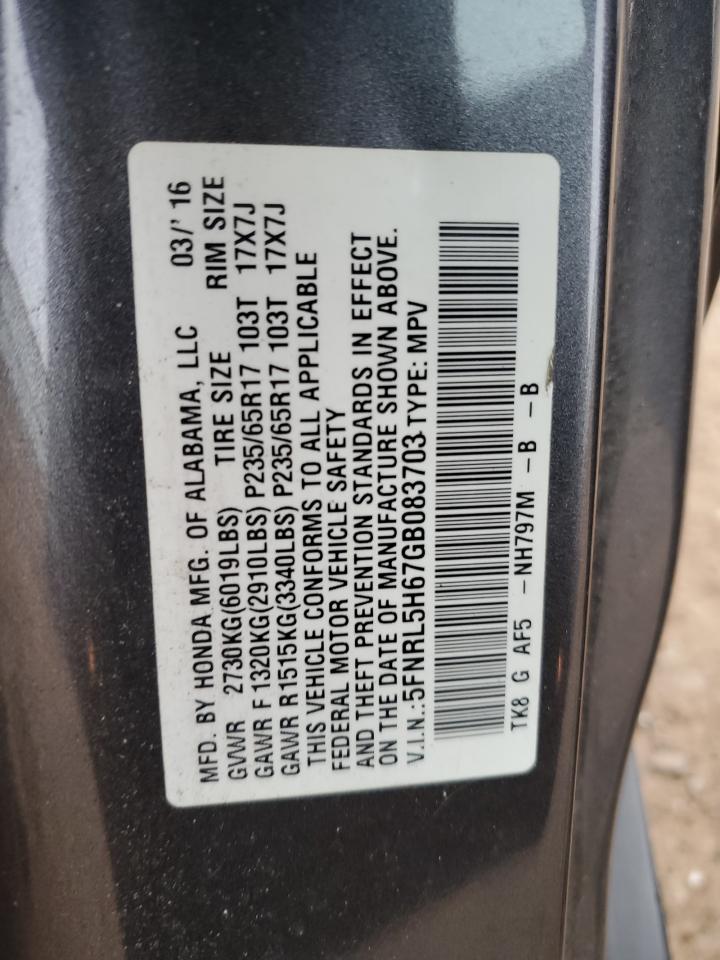 MFD. BY HONDA MFG. OF ALABAMA, LLC 03/'16
GVWR 2730KG(6019LBS) TIRE SIZE RIM SIZE
GAWR F 1320KG(2910LBS) P235/65R17 103T 17X7J
GAWR R1515KG(3340LBS) P235/65R17 103T 17X7J
THIS VEHICLE CONFORMS TO ALL APPLICABLE
FEDERAL MOTOR VEHICLE SAFETY
AND THEFT PREVENTION STANDARDS IN EFFECT
ON THE DATE OF MANUFACTURE SHOWN ABOVE.
V.I.N.:5FNRL5H67GB083703 TYPE: MPV
TK8 G AF5 -NH797M -B -B